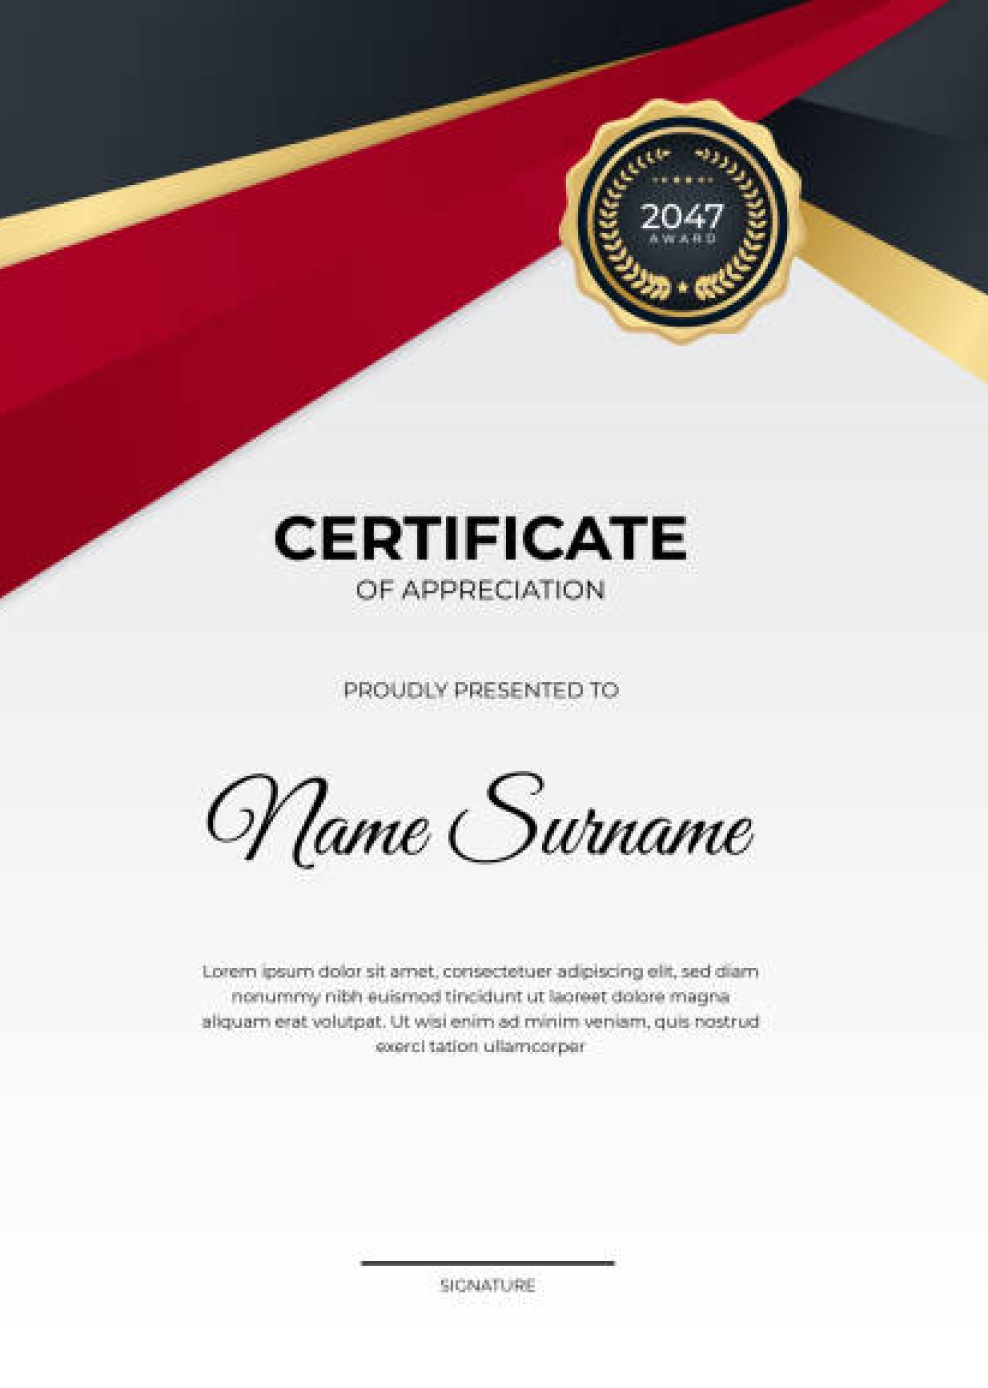 2047
AWARD
CERTIFICATE
OF APPRECIATION
PROUDLY PRESENTED TO
Name Surname
Lorem ipsum dolor sit amet, consectetuer adipiscing elit, sed diam
nonummy nibh euismod tincidunt ut laoreet dolore magna
aliquam erat volutpat. Ut wisi enim ad minim veniam, quis nostrud
exerci tation ullamcorper
SIGNATURE